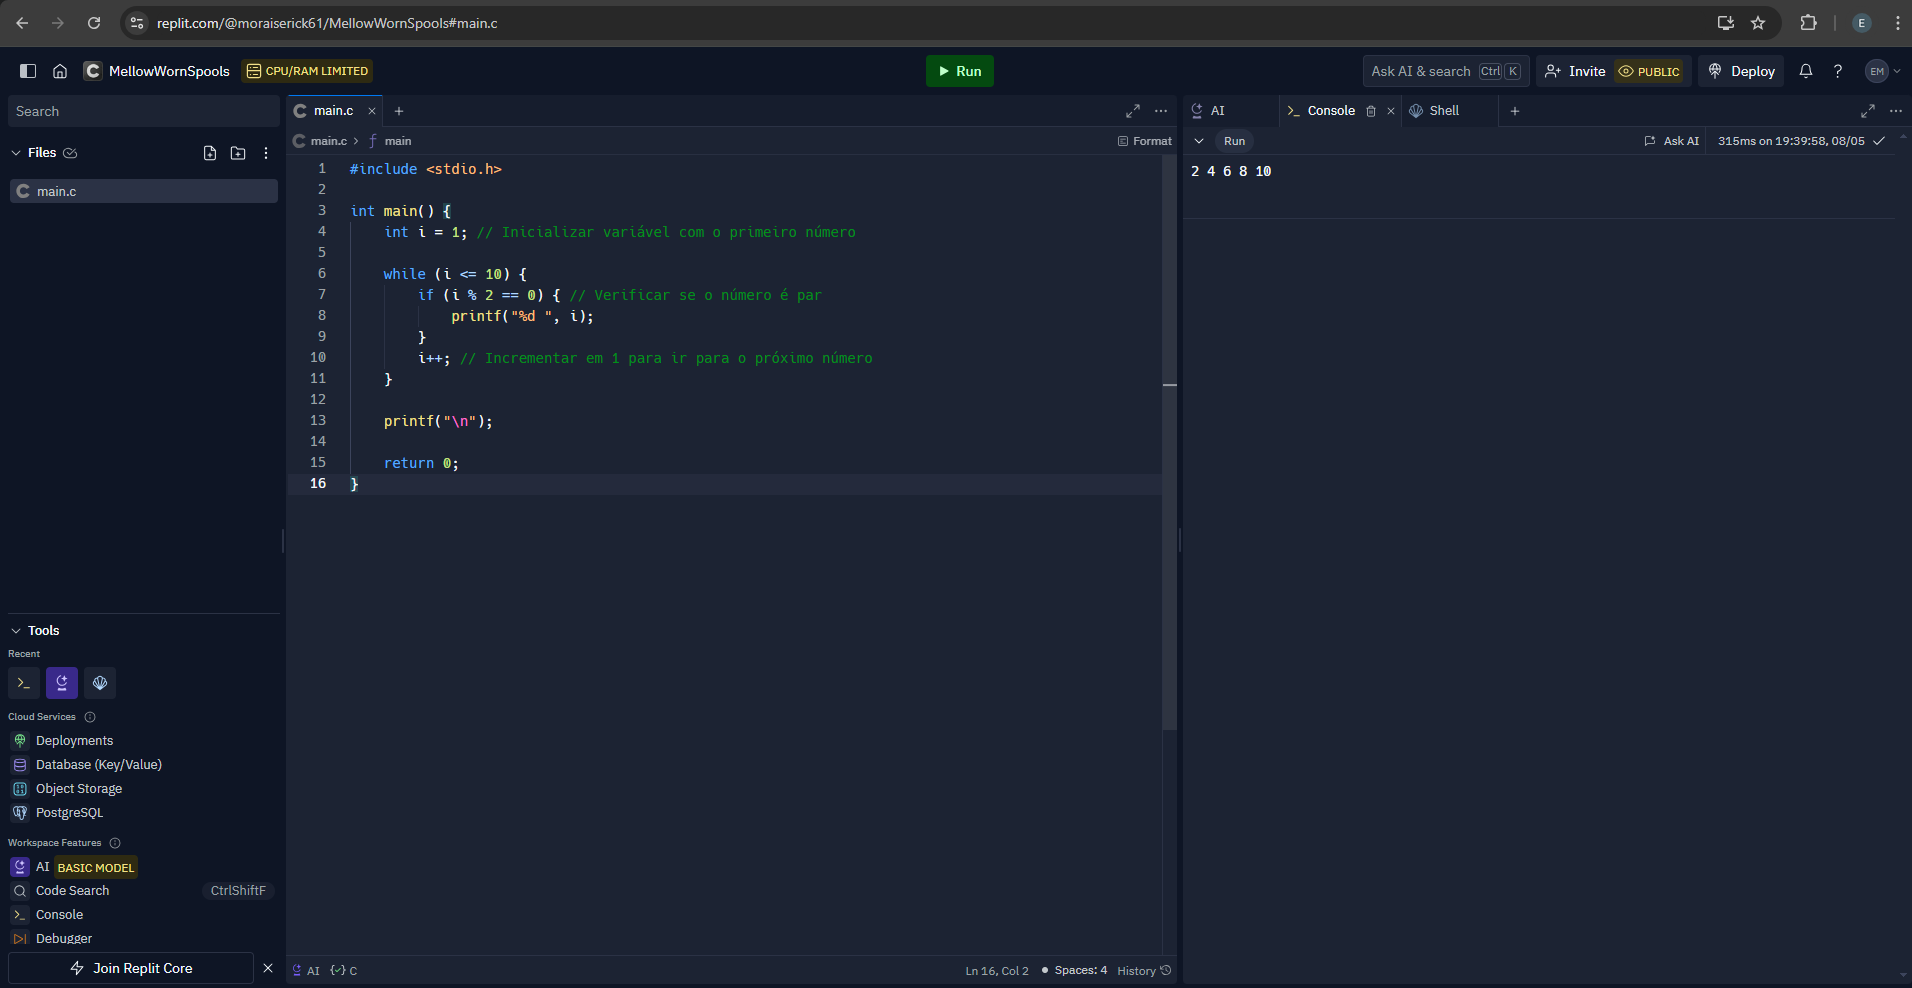 replit.com/@moraiserick61/MellowWornSpools#main.c
E
MellowWornSpools
CPU/RAM LIMITED
Run
Ask AI & search Ctrl K
Invite
PUBLIC
Deploy
EM
Search
Files
main.c
Tools
Recent
Cloud Services
Deployments
Database (Key/Value)
Object Storage
PostgreSQL
Workspace Features
AI BASIC MODEL
Code Search CtrlShiftF
Console
Debugger
Join Replit Core
main.c
main.c > main
Format
1 #include <stdio.h>
2
3 int main() {
4     int i = 1; // Inicializar variável com o primeiro número
5
6     while (i <= 10) {
7         if (i % 2 == 0) { // Verificar se o número é par
8             printf("%d ", i);
9         }
10         i++; // Incrementar em 1 para ir para o próximo número
11     }
12
13     printf("\n");
14
15     return 0;
16 }
AI {✓} C
Ln 16, Col 2 Spaces: 4 History
AI
Console
Shell
Run
Ask AI
315ms on 19:39:58, 08/05
2 4 6 8 10